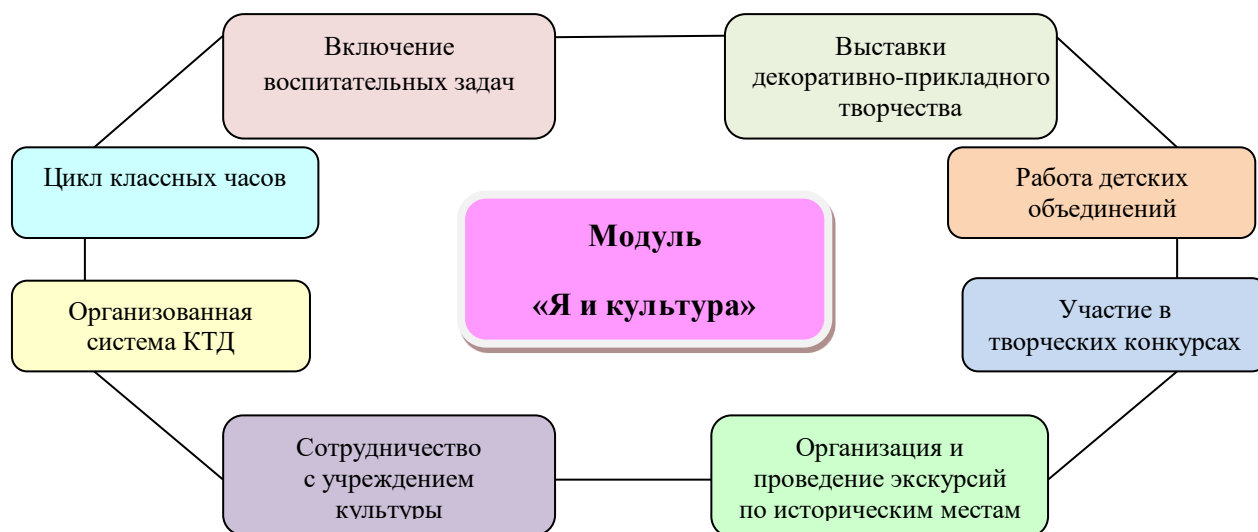 Включение
воспитательных задач
Выставки
декоративно-прикладного
творчества
Цикл классных часов
Работа детских
объединений
Модуль
«Я и культура»
Организованная
система КТД
Участие в
творческих конкурсах
Сотрудничество
с учреждением
культуры
Организация и
проведение экскурсий
по историческим местам